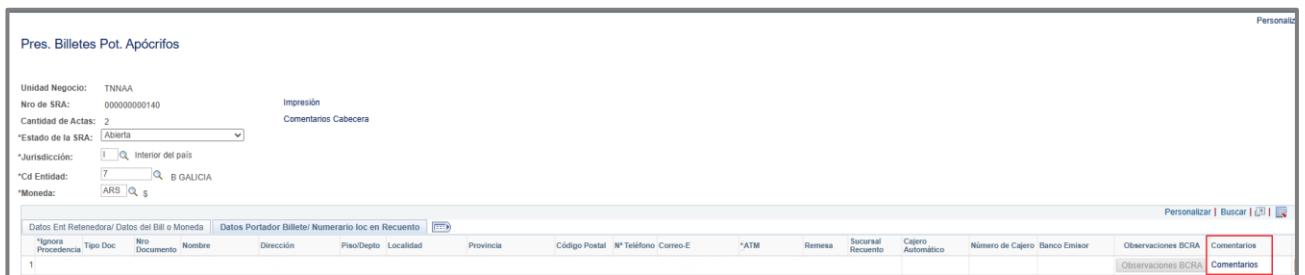 Personaliz
Pres. Billetes Pot. Apócrifos
Unidad Negocio: TNNAA
Nro de SRA: 000000000140 Impresión
Cantidad de Actas: 2 Comentarios Cabecera
*Estado de la SRA: Abierta
*Jurisdicción: I Interior del país
*Cd Entidad: 7 B GALICIA
*Moneda: ARS $
Personalizar | Buscar |
Datos Ent Retenedora/ Datos del Bill o Moneda Datos Portador Billete/ Numerario loc en Recuento
*Ignora Procedencia Tipo Doc Nro Documento Nombre Dirección Piso/Depto Localidad Provincia Código Postal Nº Teléfono Correo-E *ATM Remesa Sucursal Recuento Cajero Automático Número de Cajero Banco Emisor Observaciones BCRA Comentarios
1 Observaciones BCRA Comentarios